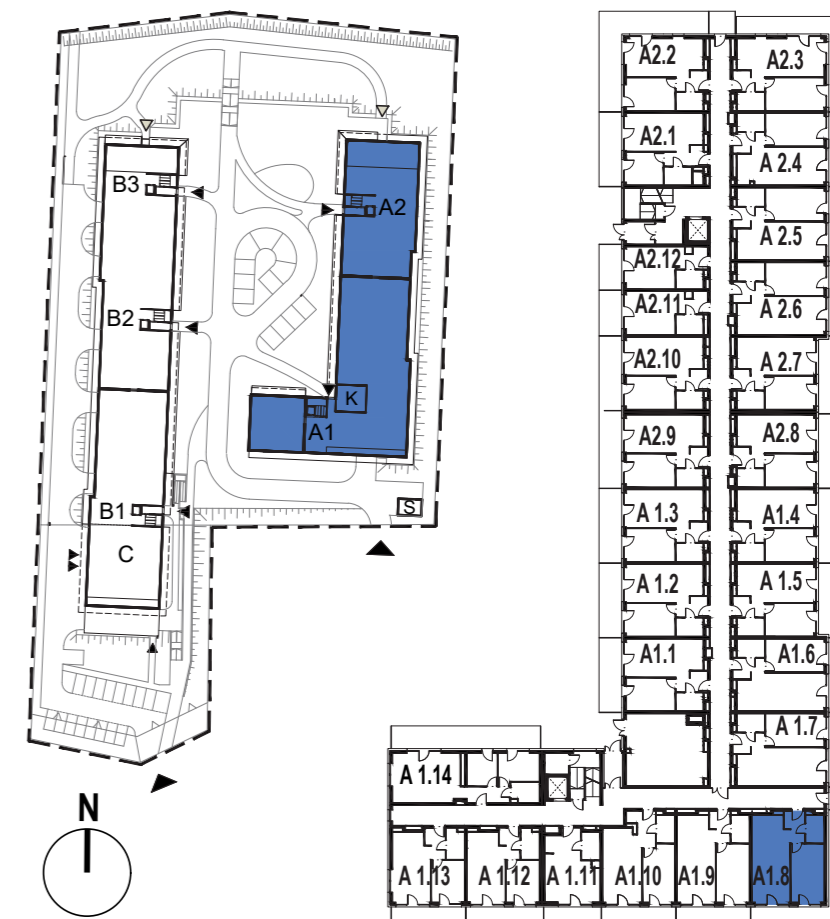 B3
A2
B2
K
A1
B1
S
C
N
A2.2
A2.3
A2.1
A 2.4
A 2.5
A2.12
A2.11
A 2.6
A2.10
A 2.7
A2.9
A2.8
A 1.3
A1.4
A 1.2
A 1.5
A1.1
A1.6
A 1.7
A 1.14
A 1.13
A 1.12
A 1.11
A1.10
A1.9
A1.8